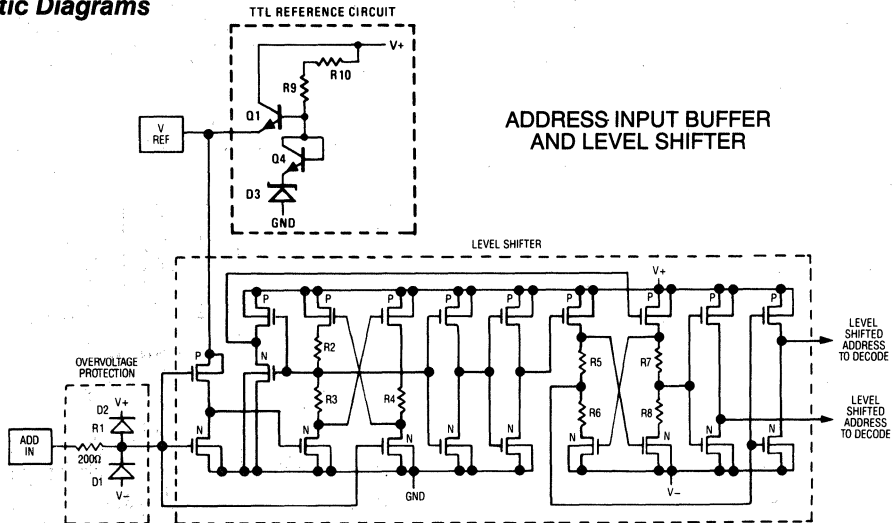 tic Diagrams
TTL REFERENCE CIRCUIT
V+
R10
R9
Q1
V
REF
Q4
D3
GND
ADDRESS INPUT BUFFER
AND LEVEL SHIFTER
LEVEL SHIFTER
V+
P
P
P
P
P
P
P
P
P
R2
R5
R7
LEVEL
SHIFTED
ADDRESS
TO DECODE
OVERVOLTAGE
PROTECTION
P
N
V+
D2
R1
R3
R4
R6
R8
LEVEL
SHIFTED
ADDRESS
TO DECODE
ADD
IN
200Ω
N
N
N
N
N
N
N
N
N
D1
V−
GND
V−